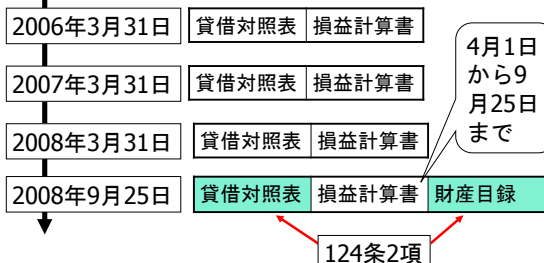 2006年3月31日 貸借対照表 損益計算書
2007年3月31日 貸借対照表 損益計算書
2008年3月31日 貸借対照表 損益計算書
4月1日
から9
月25日
まで
2008年9月25日 貸借対照表 損益計算書 財産目録
124条2項